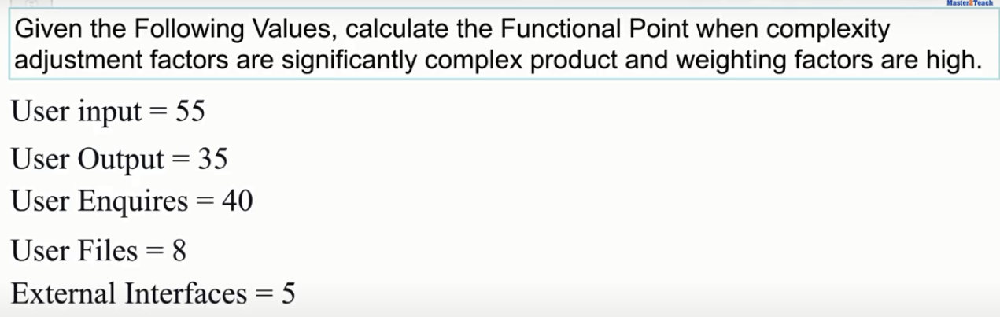 Master2Teach
Given the Following Values, calculate the Functional Point when complexity
adjustment factors are significantly complex product and weighting factors are high.
User input = 55
User Output = 35
User Enquires = 40
User Files = 8
External Interfaces = 5